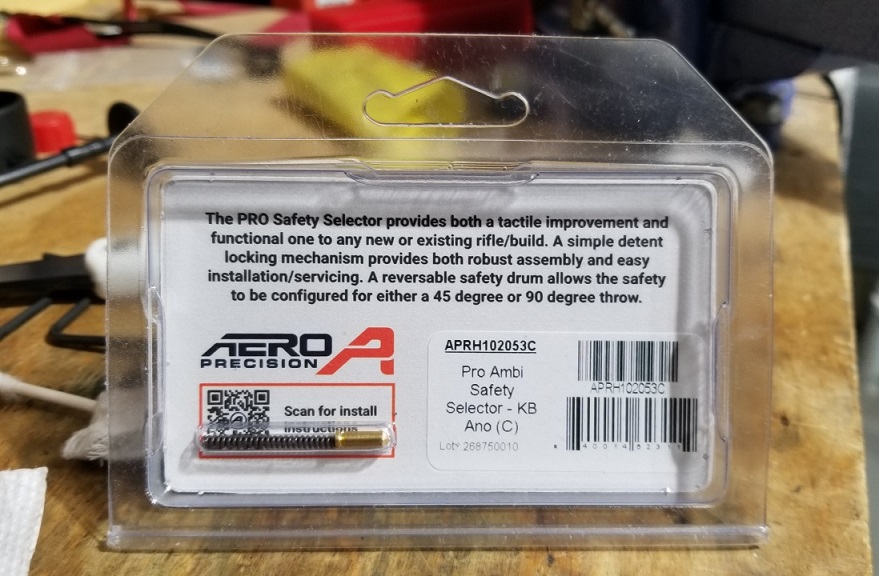 The PRO Safety Selector provides both a tactile improvement and
functional one to any new or existing rifle/build. A simple detent
locking mechanism provides both robust assembly and easy
installation/servicing. A reversable safety drum allows the safety
to be configured for either a 45 degree or 90 degree throw.
AERO
PRECISION
Scan for install
instructions
APRH102053C
Pro Ambi
Safety
Selector - KB
Ano (C)
Lot# 268750010
APRH102053C